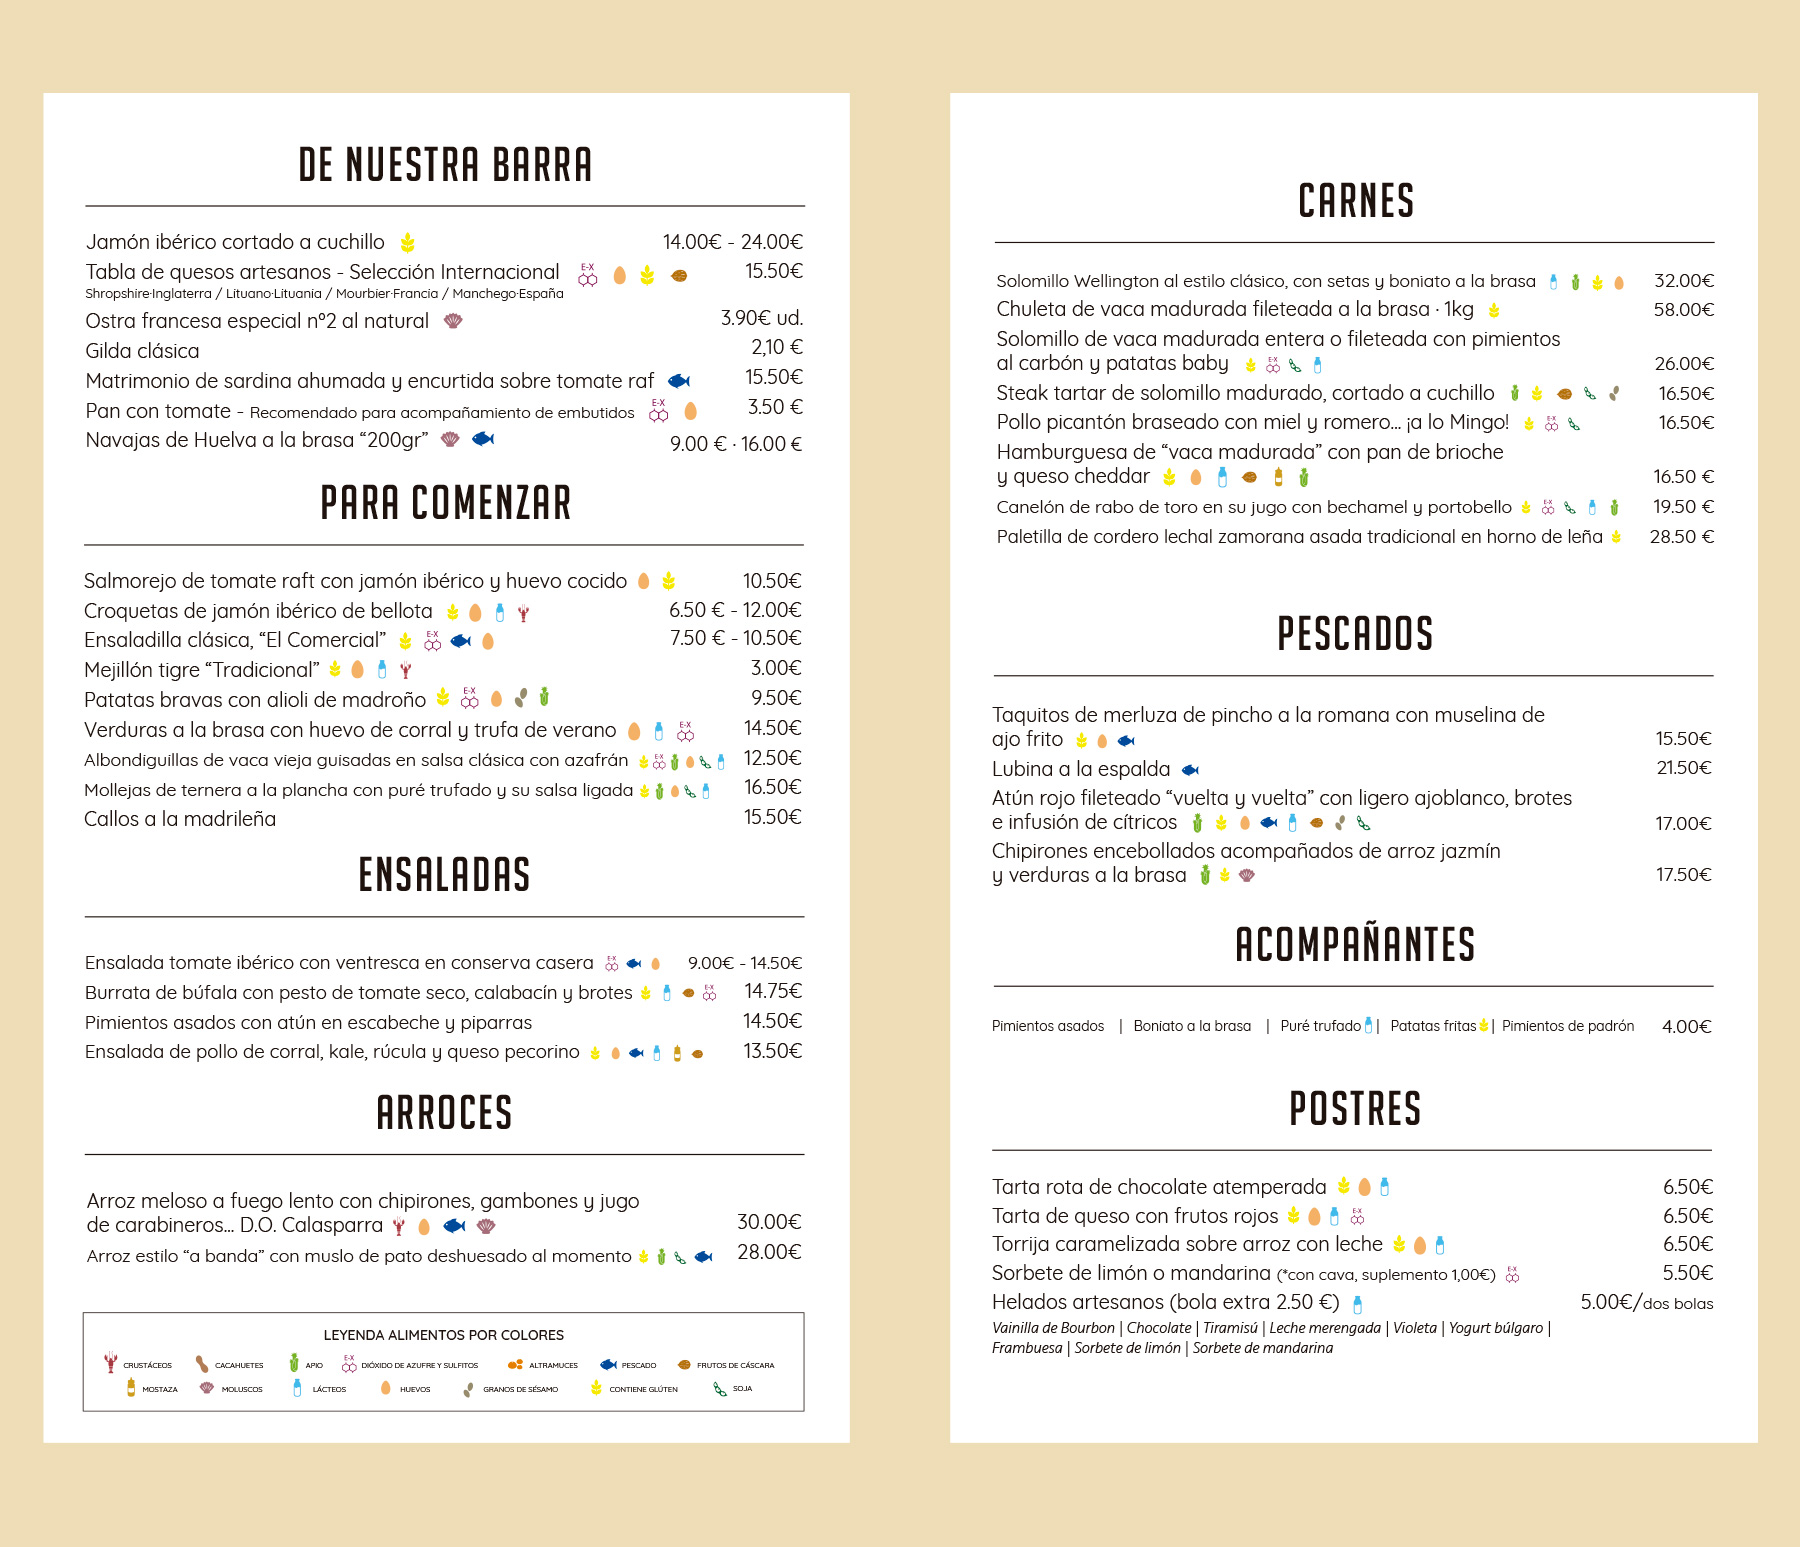 DE NUESTRA BARRA
Jamón ibérico cortado a cuchillo 14.00€ - 24.00€
Tabla de quesos artesanos - Selección Internacional E-X 15.50€
Shropshire·Inglaterra / Lituano·Lituania / Mourbier·Francia / Manchego·España
Ostra francesa especial nº2 al natural 3.90€ ud.
Gilda clásica 2,10 €
Matrimonio de sardina ahumada y encurtida sobre tomate raf 15.50€
Pan con tomate - Recomendado para acompañamiento de embutidos E-X 3.50 €
Navajas de Huelva a la brasa “200gr” 9.00 € · 16.00 €
PARA COMENZAR
Salmorejo de tomate raft con jamón ibérico y huevo cocido 10.50€
Croquetas de jamón ibérico de bellota 6.50 € - 12.00€
Ensaladilla clásica, “El Comercial” E-X 7.50 € - 10.50€
Mejillón tigre “Tradicional” 3.00€
Patatas bravas con alioli de madroño E-X 9.50€
Verduras a la brasa con huevo de corral y trufa de verano E-X 14.50€
Albondiguillas de vaca vieja guisadas en salsa clásica con azafrán E-X 12.50€
Mollejas de ternera a la plancha con puré trufado y su salsa ligada 16.50€
Callos a la madrileña 15.50€
ENSALADAS
Ensalada tomate ibérico con ventresca en conserva casera E-X 9.00€ - 14.50€
Burrata de búfala con pesto de tomate seco, calabacín y brotes E-X 14.75€
Pimientos asados con atún en escabeche y piparras 14.50€
Ensalada de pollo de corral, kale, rúcula y queso pecorino 13.50€
ARROCES
Arroz meloso a fuego lento con chipirones, gambones y jugo
de carabineros... D.O. Calasparra 30.00€
Arroz estilo “a banda” con muslo de pato deshuesado al momento 28.00€
LEYENDA ALIMENTOS POR COLORES
CRUSTÁCEOS CACAHUETES APIO E-X DIÓXIDO DE AZUFRE Y SULFITOS ALTRAMUCES PESCADO FRUTOS DE CÁSCARA
MOSTAZA MOLUSCOS LÁCTEOS HUEVOS GRANOS DE SÉSAMO CONTIENE GLÚTEN SOJA
CARNES
Solomillo Wellington al estilo clásico, con setas y boniato a la brasa 32.00€
Chuleta de vaca madurada fileteada a la brasa · 1kg 58.00€
Solomillo de vaca madurada entera o fileteada con pimientos
al carbón y patatas baby E-X 26.00€
Steak tartar de solomillo madurado, cortado a cuchillo 16.50€
Pollo picantón braseado con miel y romero... ¡a lo Mingo! E-X 16.50€
Hamburguesa de “vaca madurada” con pan de brioche
y queso cheddar 16.50 €
Canelón de rabo de toro en su jugo con bechamel y portobello E-X 19.50 €
Paletilla de cordero lechal zamorana asada tradicional en horno de leña 28.50 €
PESCADOS
Taquitos de merluza de pincho a la romana con muselina de
ajo frito 15.50€
Lubina a la espalda 21.50€
Atún rojo fileteado “vuelta y vuelta” con ligero ajoblanco, brotes
e infusión de cítricos 17.00€
Chipirones encebollados acompañados de arroz jazmín
y verduras a la brasa 17.50€
ACOMPAÑANTES
Pimientos asados | Boniato a la brasa | Puré trufado | Patatas fritas | Pimientos de padrón 4.00€
POSTRES
Tarta rota de chocolate atemperada 6.50€
Tarta de queso con frutos rojos E-X 6.50€
Torrija caramelizada sobre arroz con leche 6.50€
Sorbete de limón o mandarina (*con cava, suplemento 1,00€) E-X 5.50€
Helados artesanos (bola extra 2.50 €) 5.00€/dos bolas
Vainilla de Bourbon | Chocolate | Tiramisú | Leche merengada | Violeta | Yogurt búlgaro |
Frambuesa | Sorbete de limón | Sorbete de mandarina